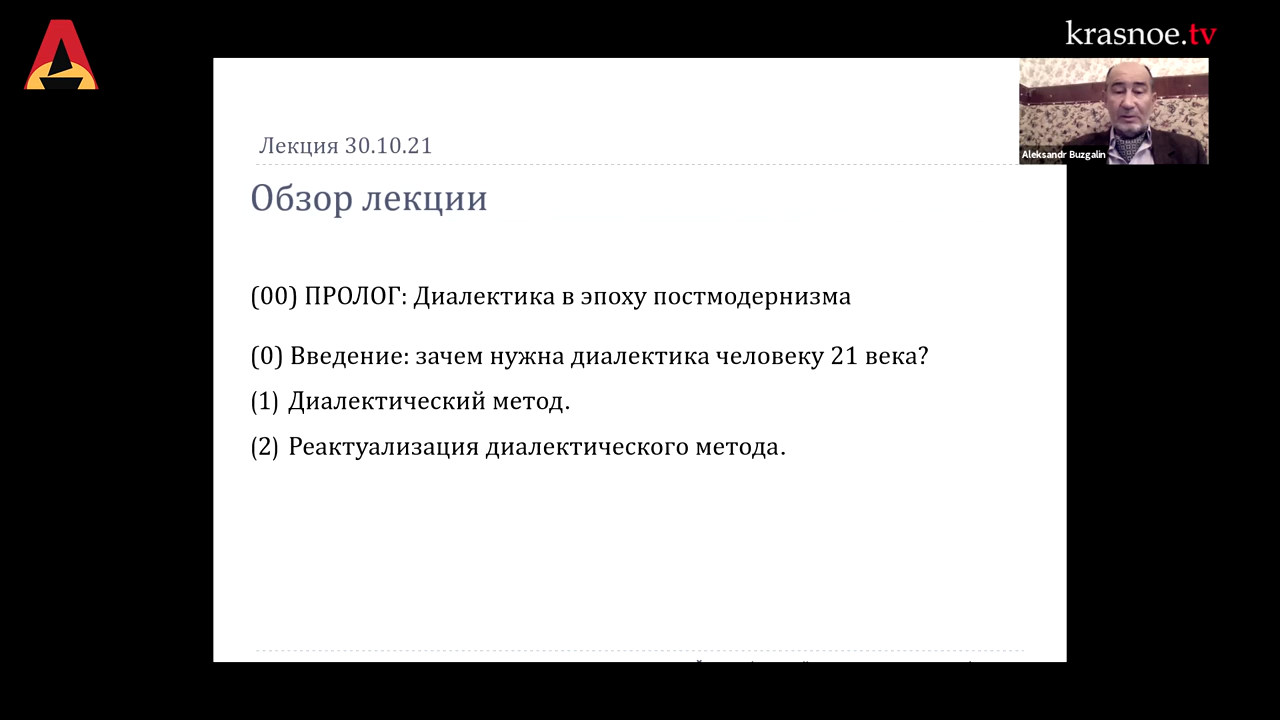 krasnoe.tv
Aleksandr Buzgalin
Лекция 30.10.21
Обзор лекции
(00) ПРОЛОГ: Диалектика в эпоху постмодернизма
(0) Введение: зачем нужна диалектика человеку 21 века?
(1) Диалектический метод.
(2) Реактуализация диалектического метода.